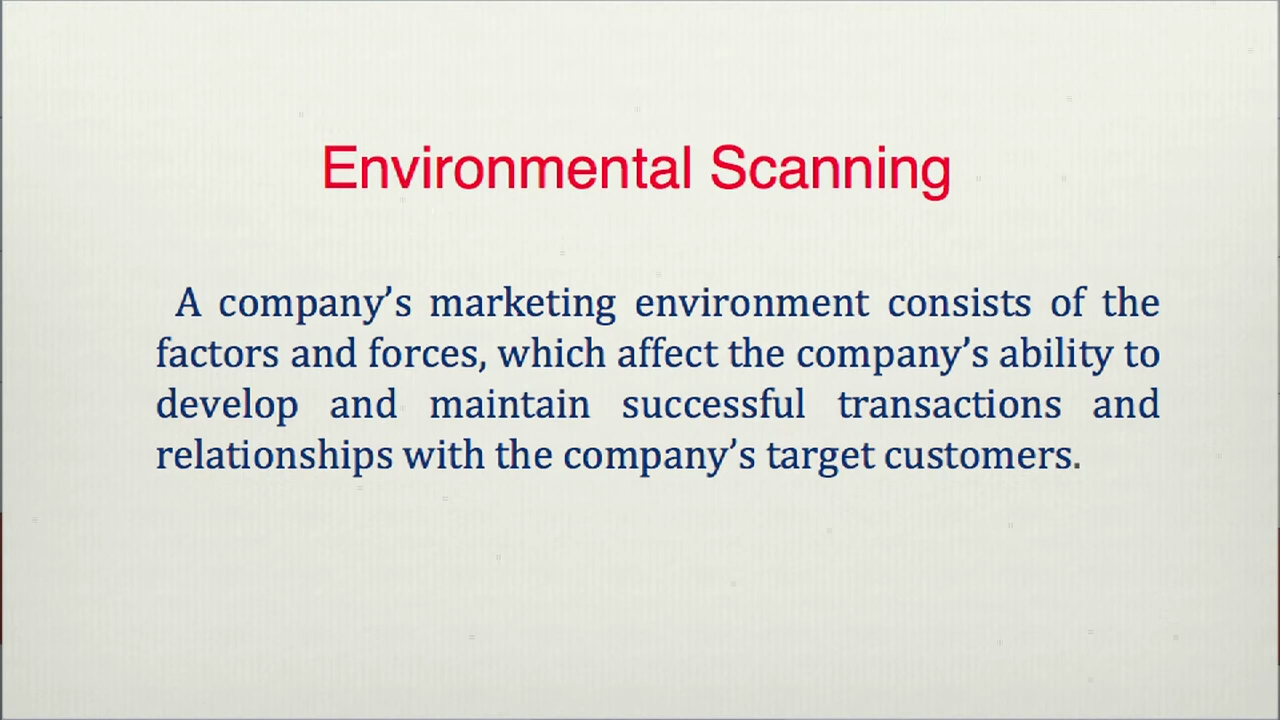 Environmental Scanning
A company’s marketing environment consists of the
factors and forces, which affect the company’s ability to
develop and maintain successful transactions and
relationships with the company’s target customers.